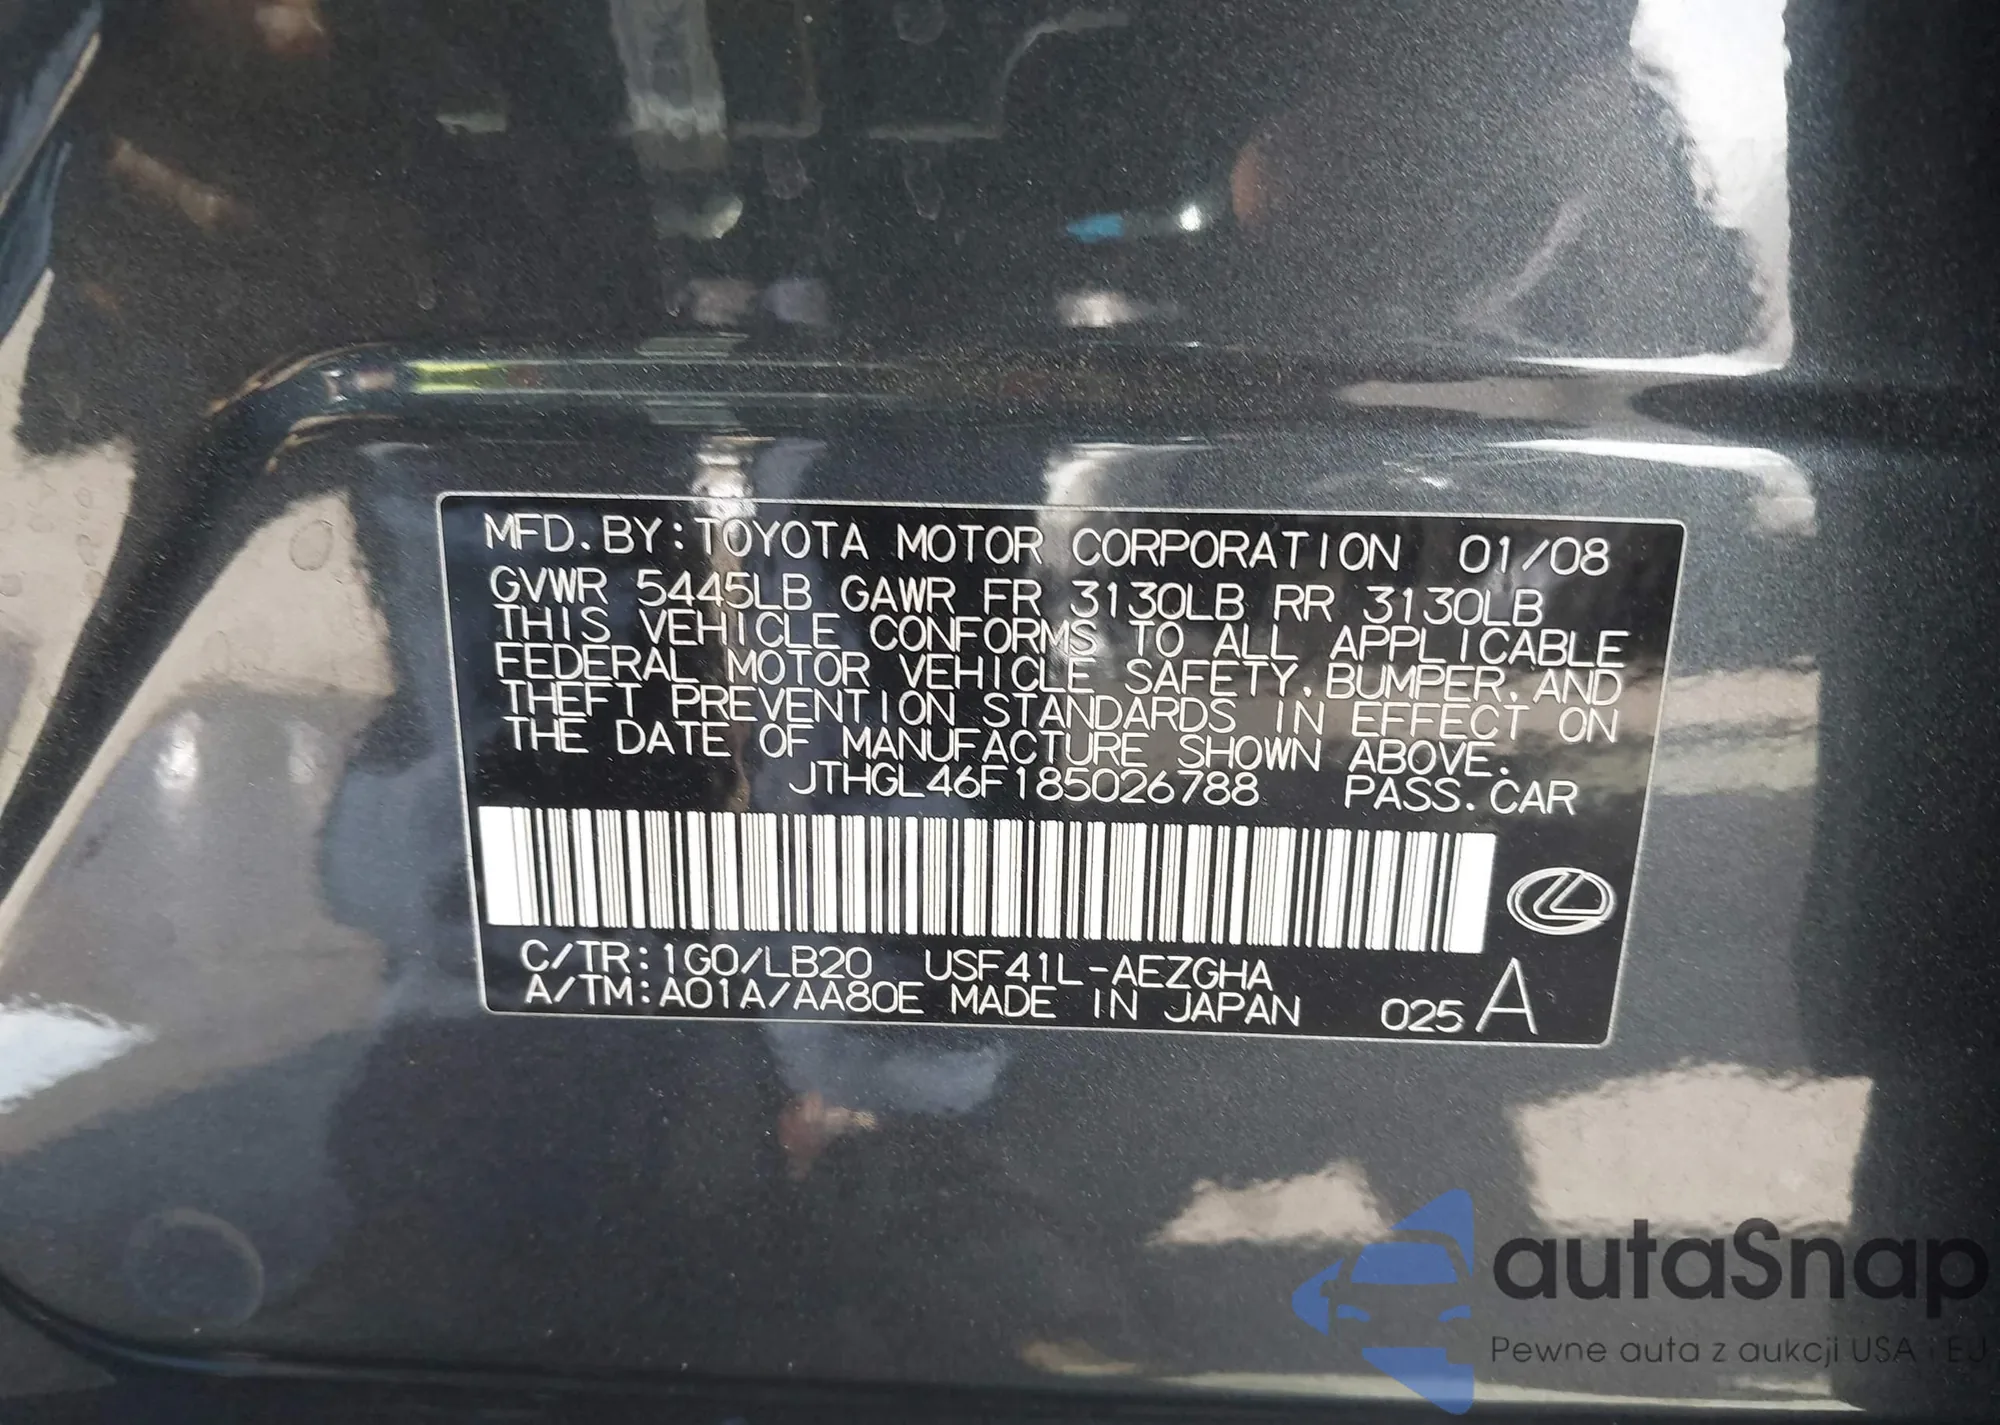 MFD.BY:TOYOTA MOTOR CORPORATION 01/08
GVWR 5445LB GAWR FR 3130LB RR 3130LB
THIS VEHICLE CONFORMS TO ALL APPLICABLE
FEDERAL MOTOR VEHICLE SAFETY,BUMPER,AND
THEFT PREVENTION STANDARDS IN EFFECT ON
THE DATE OF MANUFACTURE SHOWN ABOVE.
JTHGL46F185026788 PASS.CAR
C/TR:1G0/LB20 USF41L-AEZGHA
A/TM:A01A/AA80E MADE IN JAPAN 025 A
autaSnap
Pewne auta z aukcji USA i EU